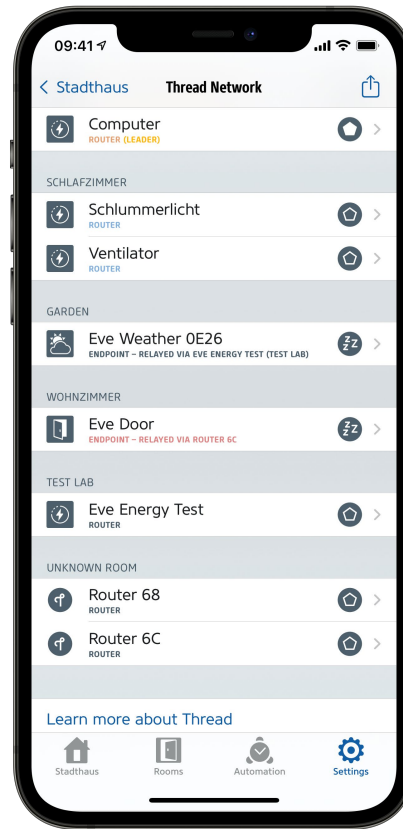 09:41
Stadthaus
Thread Network
Computer
ROUTER (LEADER)
SCHLAFZIMMER
Schlummerlicht
ROUTER
Ventilator
ROUTER
GARDEN
Eve Weather 0E26
ENDPOINT – RELAYED VIA EVE ENERGY TEST (TEST LAB)
zzz
WOHNZIMMER
Eve Door
ENDPOINT – RELAYED VIA ROUTER 6C
zzz
TEST LAB
Eve Energy Test
ROUTER
UNKNOWN ROOM
Router 68
ROUTER
Router 6C
ROUTER
Learn more about Thread
Stadthaus Rooms Automation Settings